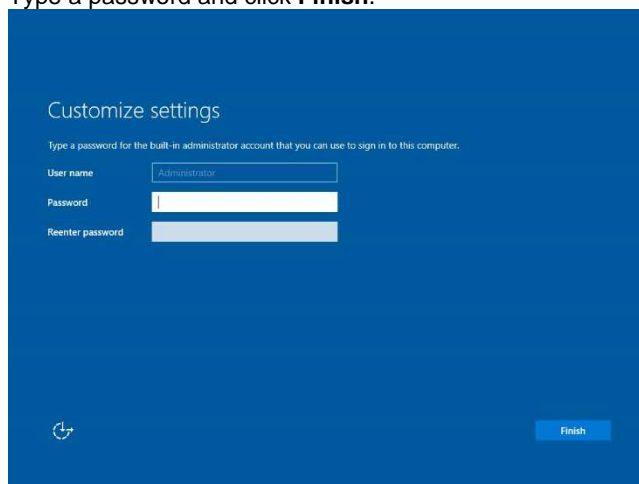 Type a password and click Finish.
Customize settings
Type a password for the built-in administrator account that you can use to sign in to this computer.
User name
Administrator
Password
Reenter password
Finish